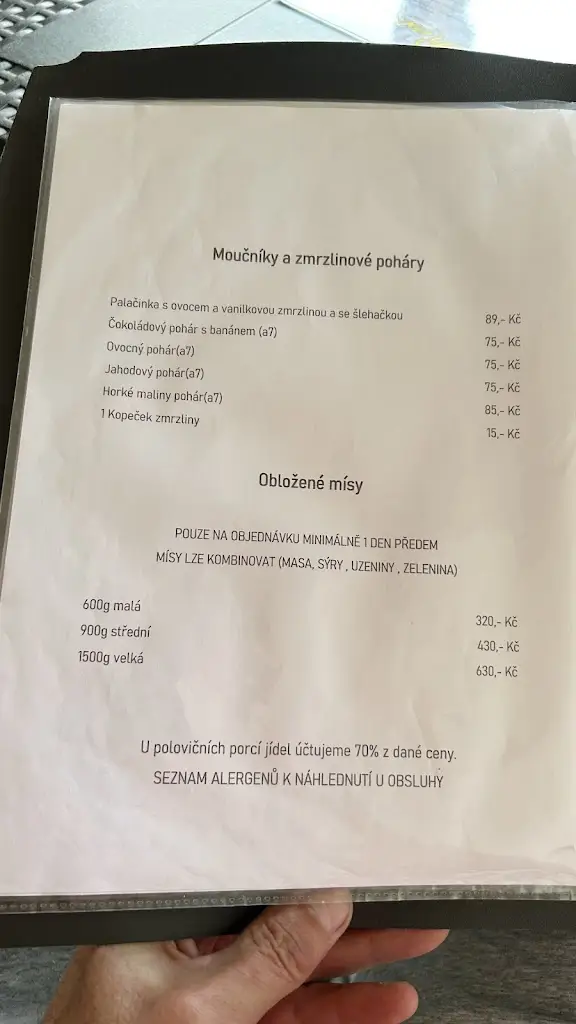 Moučníky a zmrzlinové poháry
Palačinka s ovocem a vanilkovou zmrzlinou a se šlehačkou 89,- Kč
Čokoládový pohár s banánem (a7) 75,- Kč
Ovocný pohár(a7) 75,- Kč
Jahodový pohár(a7) 75,- Kč
Horké maliny pohár(a7) 85,- Kč
1 Kopeček zmrzliny 15,- Kč
Obložené mísy
POUZE NA OBJEDNÁVKU MINIMÁLNĚ 1 DEN PŘEDEM
MÍSY LZE KOMBINOVAT (MASA, SÝRY , UZENINY , ZELENINA)
600g malá 320,- Kč
900g střední 430,- Kč
1500g velká 630,- Kč
U polovičních porcí jídel účtujeme 70% z dané ceny.
SEZNAM ALERGENŮ K NÁHLEDNUTÍ U OBSLUHY